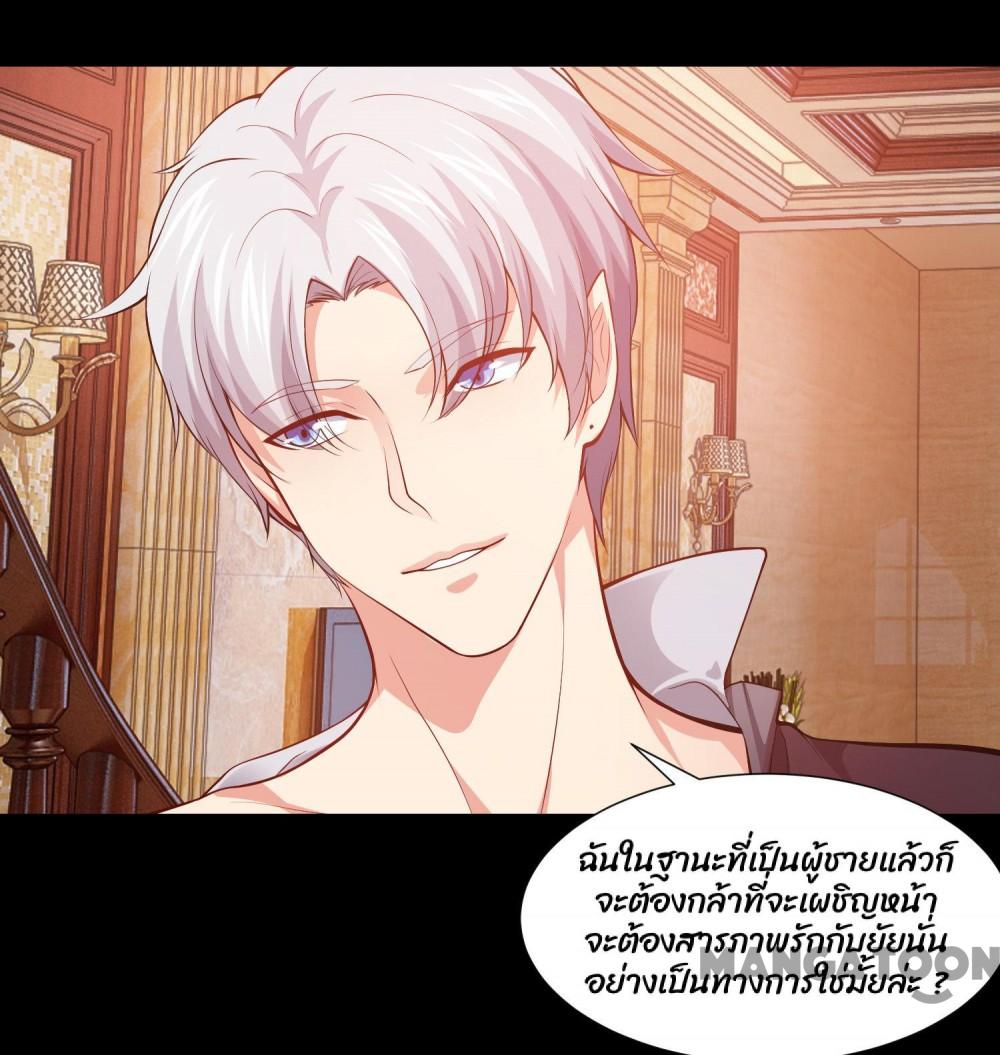 ฉันในฐานะที่เป็นผู้ชายแล้วก็
จะต้องกล้าที่จะเผชิญหน้า
จะต้องสารภาพรักกับยัยนั่น
อย่างเป็นทางการใช่มั้ยล่ะ ?
MANGATOON